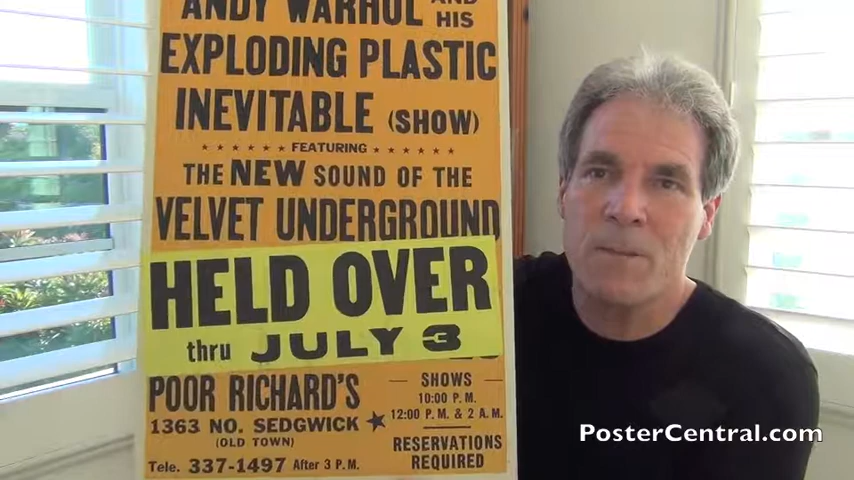 ANDY WARHOL AND HIS
EXPLODING PLASTIC
INEVITABLE (SHOW)
FEATURING
THE NEW SOUND OF THE
VELVET UNDERGROUND
HELD OVER
thru JULY 3
POOR RICHARD'S
1363 NO. SEDGWICK
(OLD TOWN)
Tele. 337-1497 After 3 P.M.
SHOWS
10:00 P.M.
12:00 P.M. & 2 A.M.
RESERVATIONS
REQUIRED
PosterCentral.com